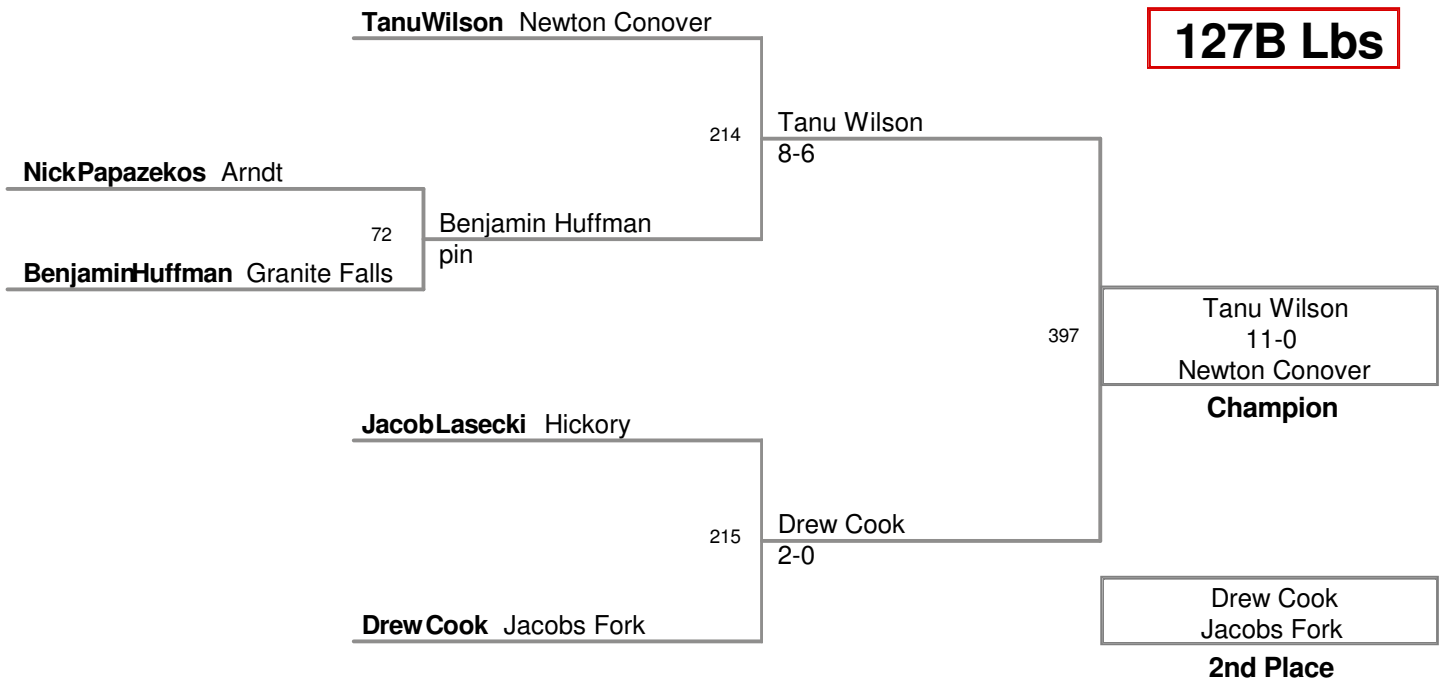 TanuWilson Newton Conover
127B Lbs
214
Tanu Wilson
8-6
NickPapazekos Arndt
72
Benjamin Huffman
pin
BenjaminHuffman Granite Falls
397
Tanu Wilson
11-0
Newton Conover
Champion
JacobLasecki Hickory
215
Drew Cook
2-0
DrewCook Jacobs Fork
Drew Cook
Jacobs Fork
2nd Place